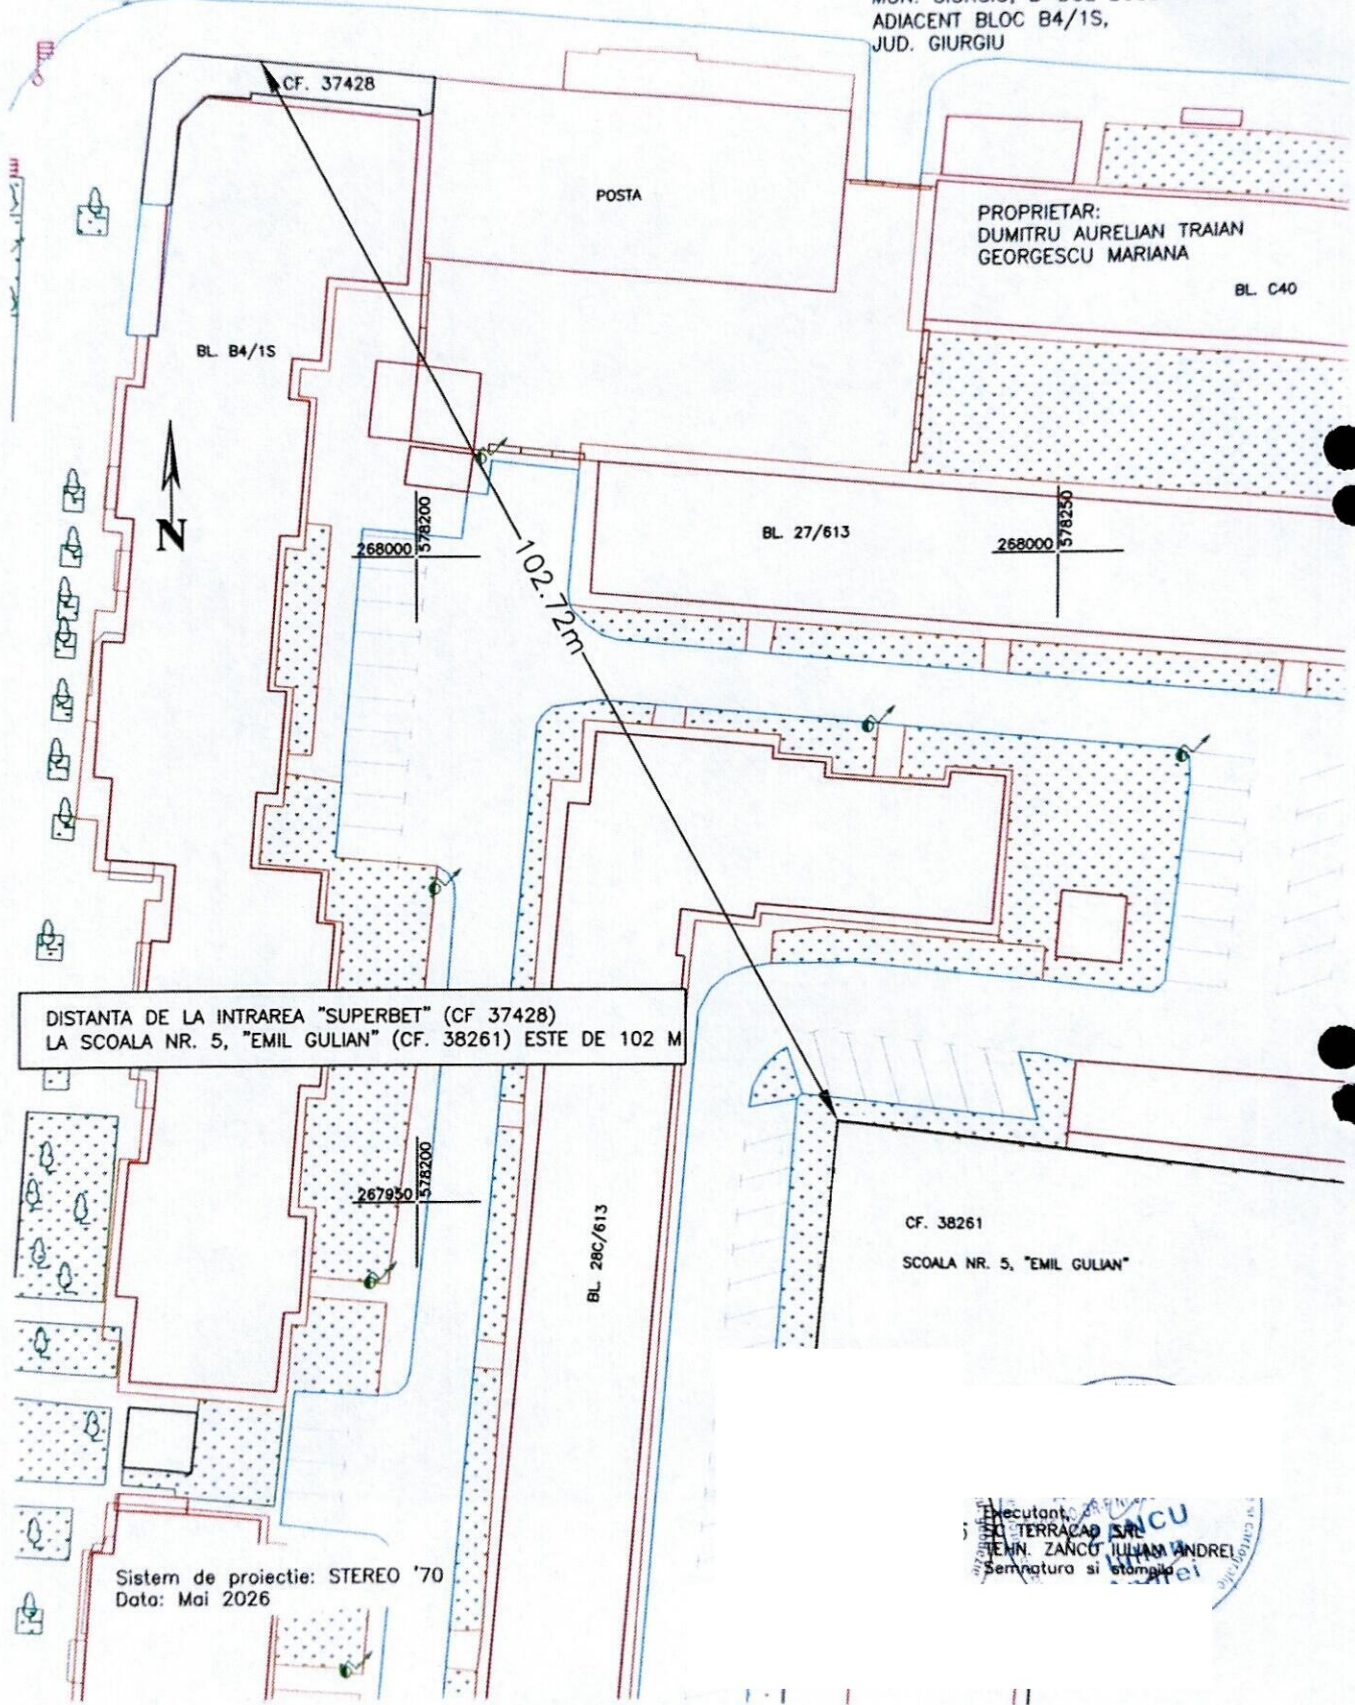 ADIACENT BLOC B4/1S,
JUD. GIURGIU
CF. 37428
POSTA
PROPRIETAR:
DUMITRU AURELIAN TRAIAN
GEORGESCU MARIANA
BL. C40
BL. B4/1S
N
268000
578200
102.72m
BL. 27/613
268000
578250
DISTANTA DE LA INTRAREA "SUPERBET" (CF 37428)
LA SCOALA NR. 5, "EMIL GULIAN" (CF. 38261) ESTE DE 102 M
267950
578200
BL. 28C/613
CF. 38261
SCOALA NR. 5, "EMIL GULIAN"
Executant,
SC TERRACAD SRL
TEHN. ZANCU IULIAN ANDREI
Semnatura si stampila
ZANCU
Iulian
Andrei
Sistem de proiectie: STEREO '70
Data: Mai 2026